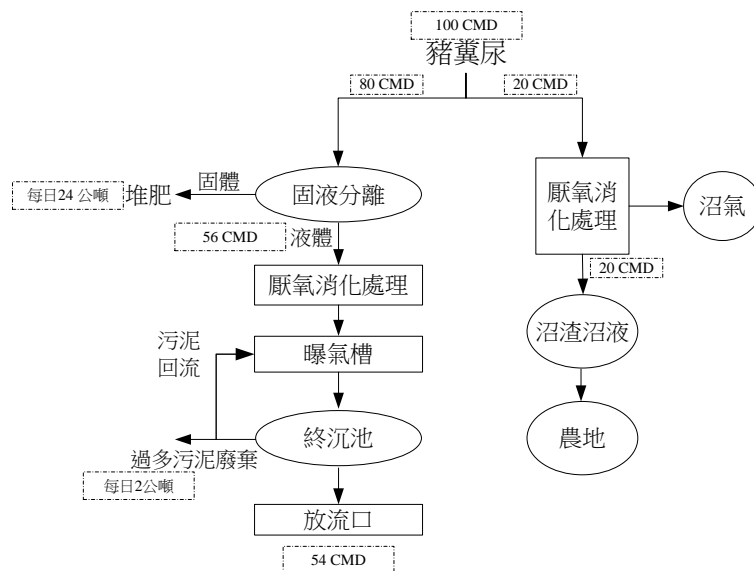 100 CMD
豬糞尿
80 CMD
20 CMD
每日24 公噸
堆肥
固體
固液分離
厭氧消
化處理
沼氣
56 CMD
液體
20 CMD
厭氧消化處理
沼渣沼液
污泥
回流
曝氣槽
終沉池
農地
過多污泥廢棄
每日2公噸
放流口
54 CMD